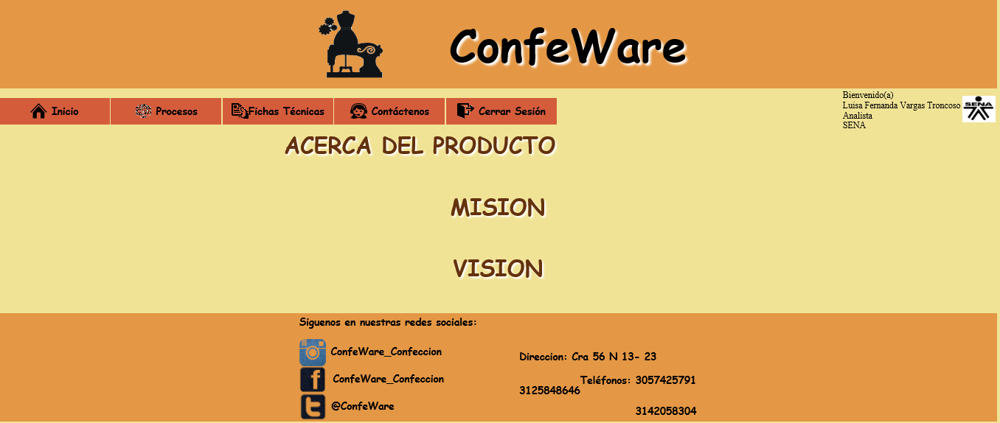 ConfeWare
Inicio
Procesos
Fichas Técnicas
Contáctenos
Cerrar Sesión
Bienvenido(a)
Luisa Fernanda Vargas Troncoso
Analista
SENA
SENA
ACERCA DEL PRODUCTO
MISION
VISION
Siguenos en nuestras redes sociales:
ConfeWare_Confeccion
ConfeWare_Confeccion
@ConfeWare
Direccion: Cra 56 N 13- 23
Teléfonos: 3057425791
3125848646
3142058304